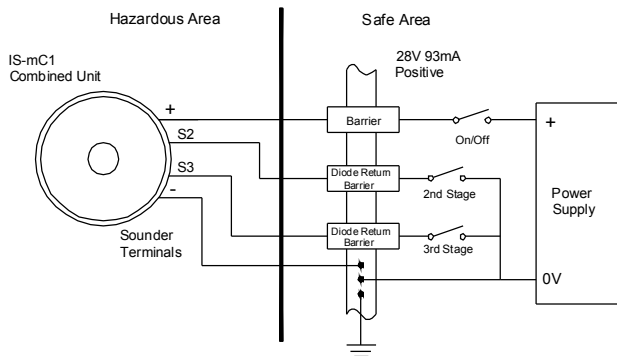 Hazardous Area
Safe Area
IS-mC1
Combined Unit
28V 93mA
Positive
+
Barrier
On/Off
+
S2
Diode Return
Barrier
2nd Stage
S3
-
Diode Return
Barrier
3rd Stage
Power
Supply
Sounder
Terminals
0V